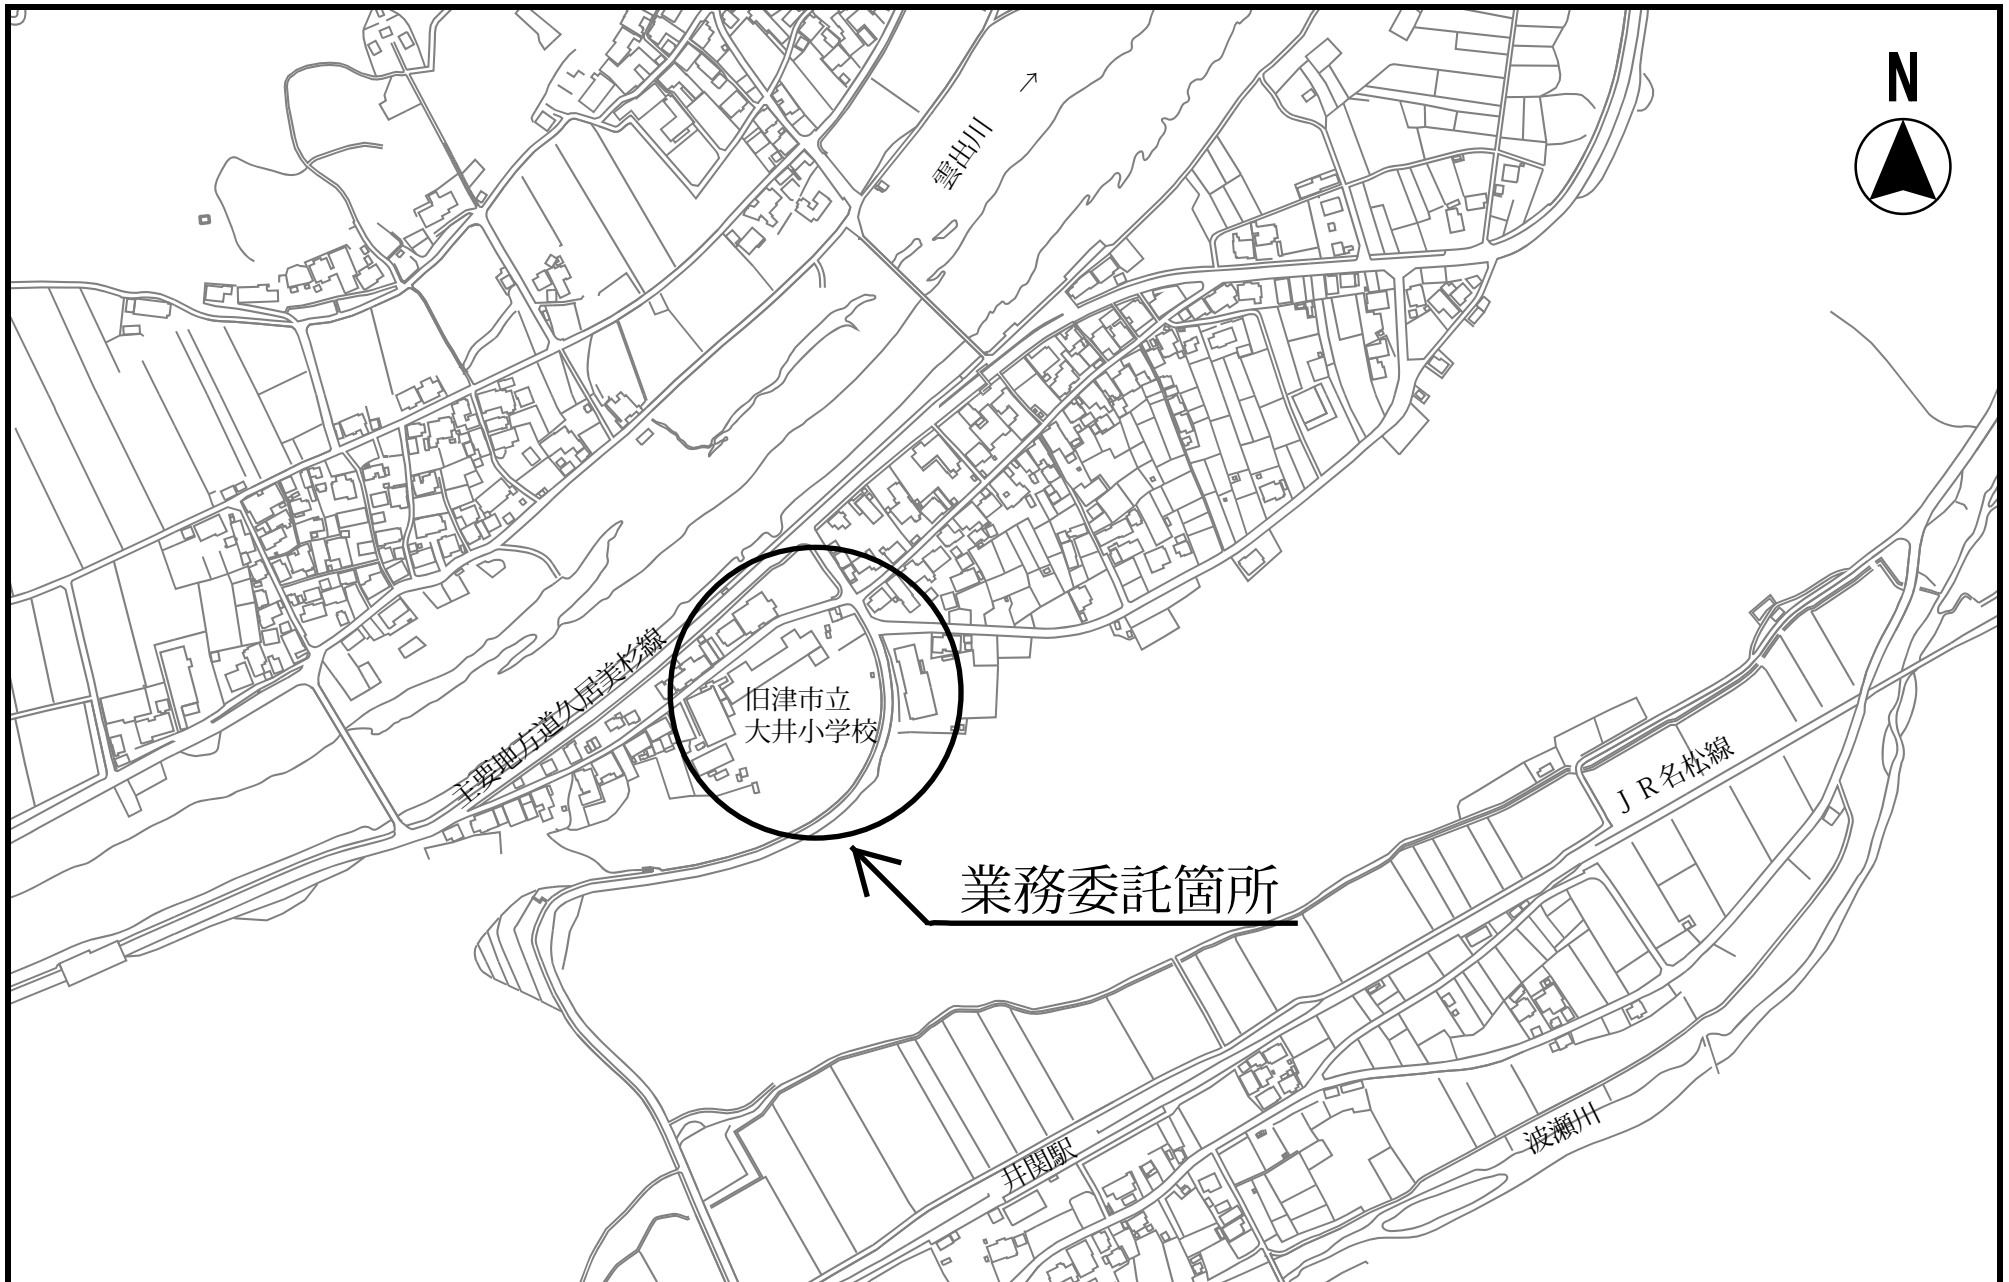 N
雲出川
主要地方道久居美杉線
旧津市立
大井小学校
JR名松線
業務委託箇所
井関駅
波瀬川